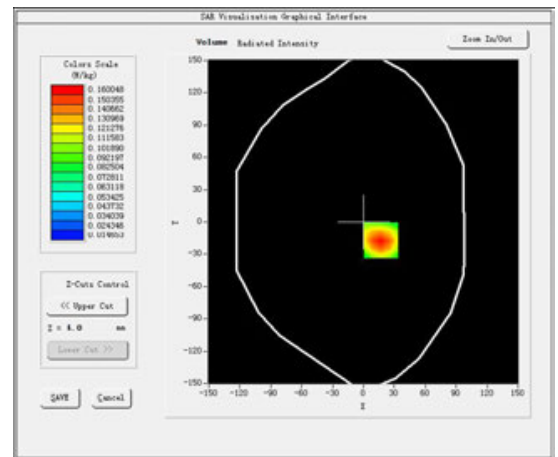 SAR Visualisation Graphical Interface
Volume Radiated Intensity
Zoom In/Out
Colors Scale
(W/kg)
0.160048
0.150355
0.140662
0.130969
0.121276
0.111583
0.101890
0.092197
0.082504
0.072811
0.063118
0.053425
0.043732
0.034039
0.024346
0.014653
Z-Cuts Control
<< Upper Cut
Z = 4.0 mm
Lower Cut >>
SAVE Cancel
150
120
90
60
30
0
-30
-60
-90
-120
-150
Y
-150 -120 -90 -60 -30 0 30 60 90 120 150
X